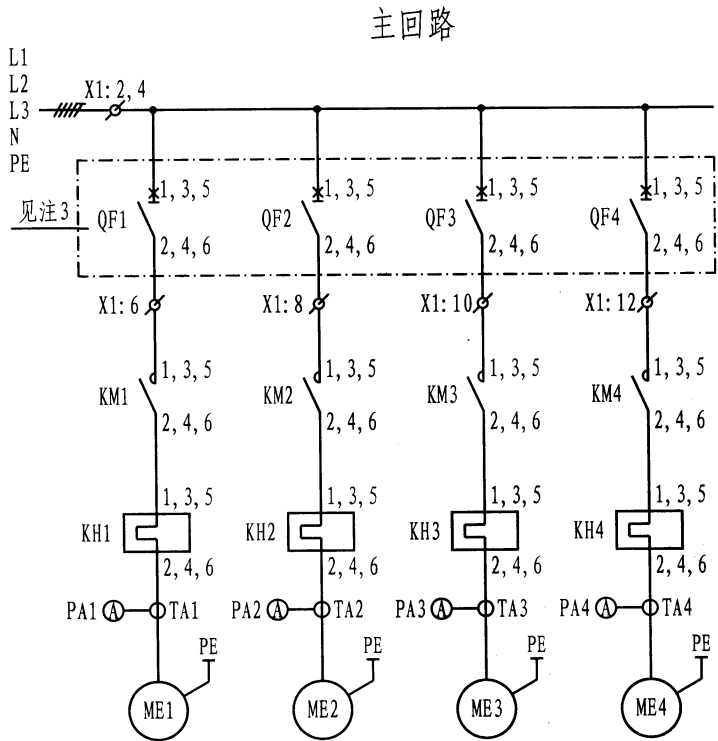 主回路
L1
L2
L3
N
PE
X1: 2, 4
见注3
QF1 1, 3, 5 QF2 1, 3, 5 QF3 1, 3, 5 QF4 1, 3, 5
2, 4, 6 2, 4, 6 2, 4, 6 2, 4, 6
X1: 6 X1: 8 X1: 10 X1: 12
1, 3, 5 1, 3, 5 1, 3, 5 1, 3, 5
KM1 KM2 KM3 KM4
2, 4, 6 2, 4, 6 2, 4, 6 2, 4, 6
1, 3, 5 1, 3, 5 1, 3, 5 1, 3, 5
KH1 KH2 KH3 KH4
2, 4, 6 2, 4, 6 2, 4, 6 2, 4, 6
PA1 A TA1 PA2 A TA2 PA3 A TA3 PA4 A TA4
PE PE PE PE
ME1 ME2 ME3 ME4